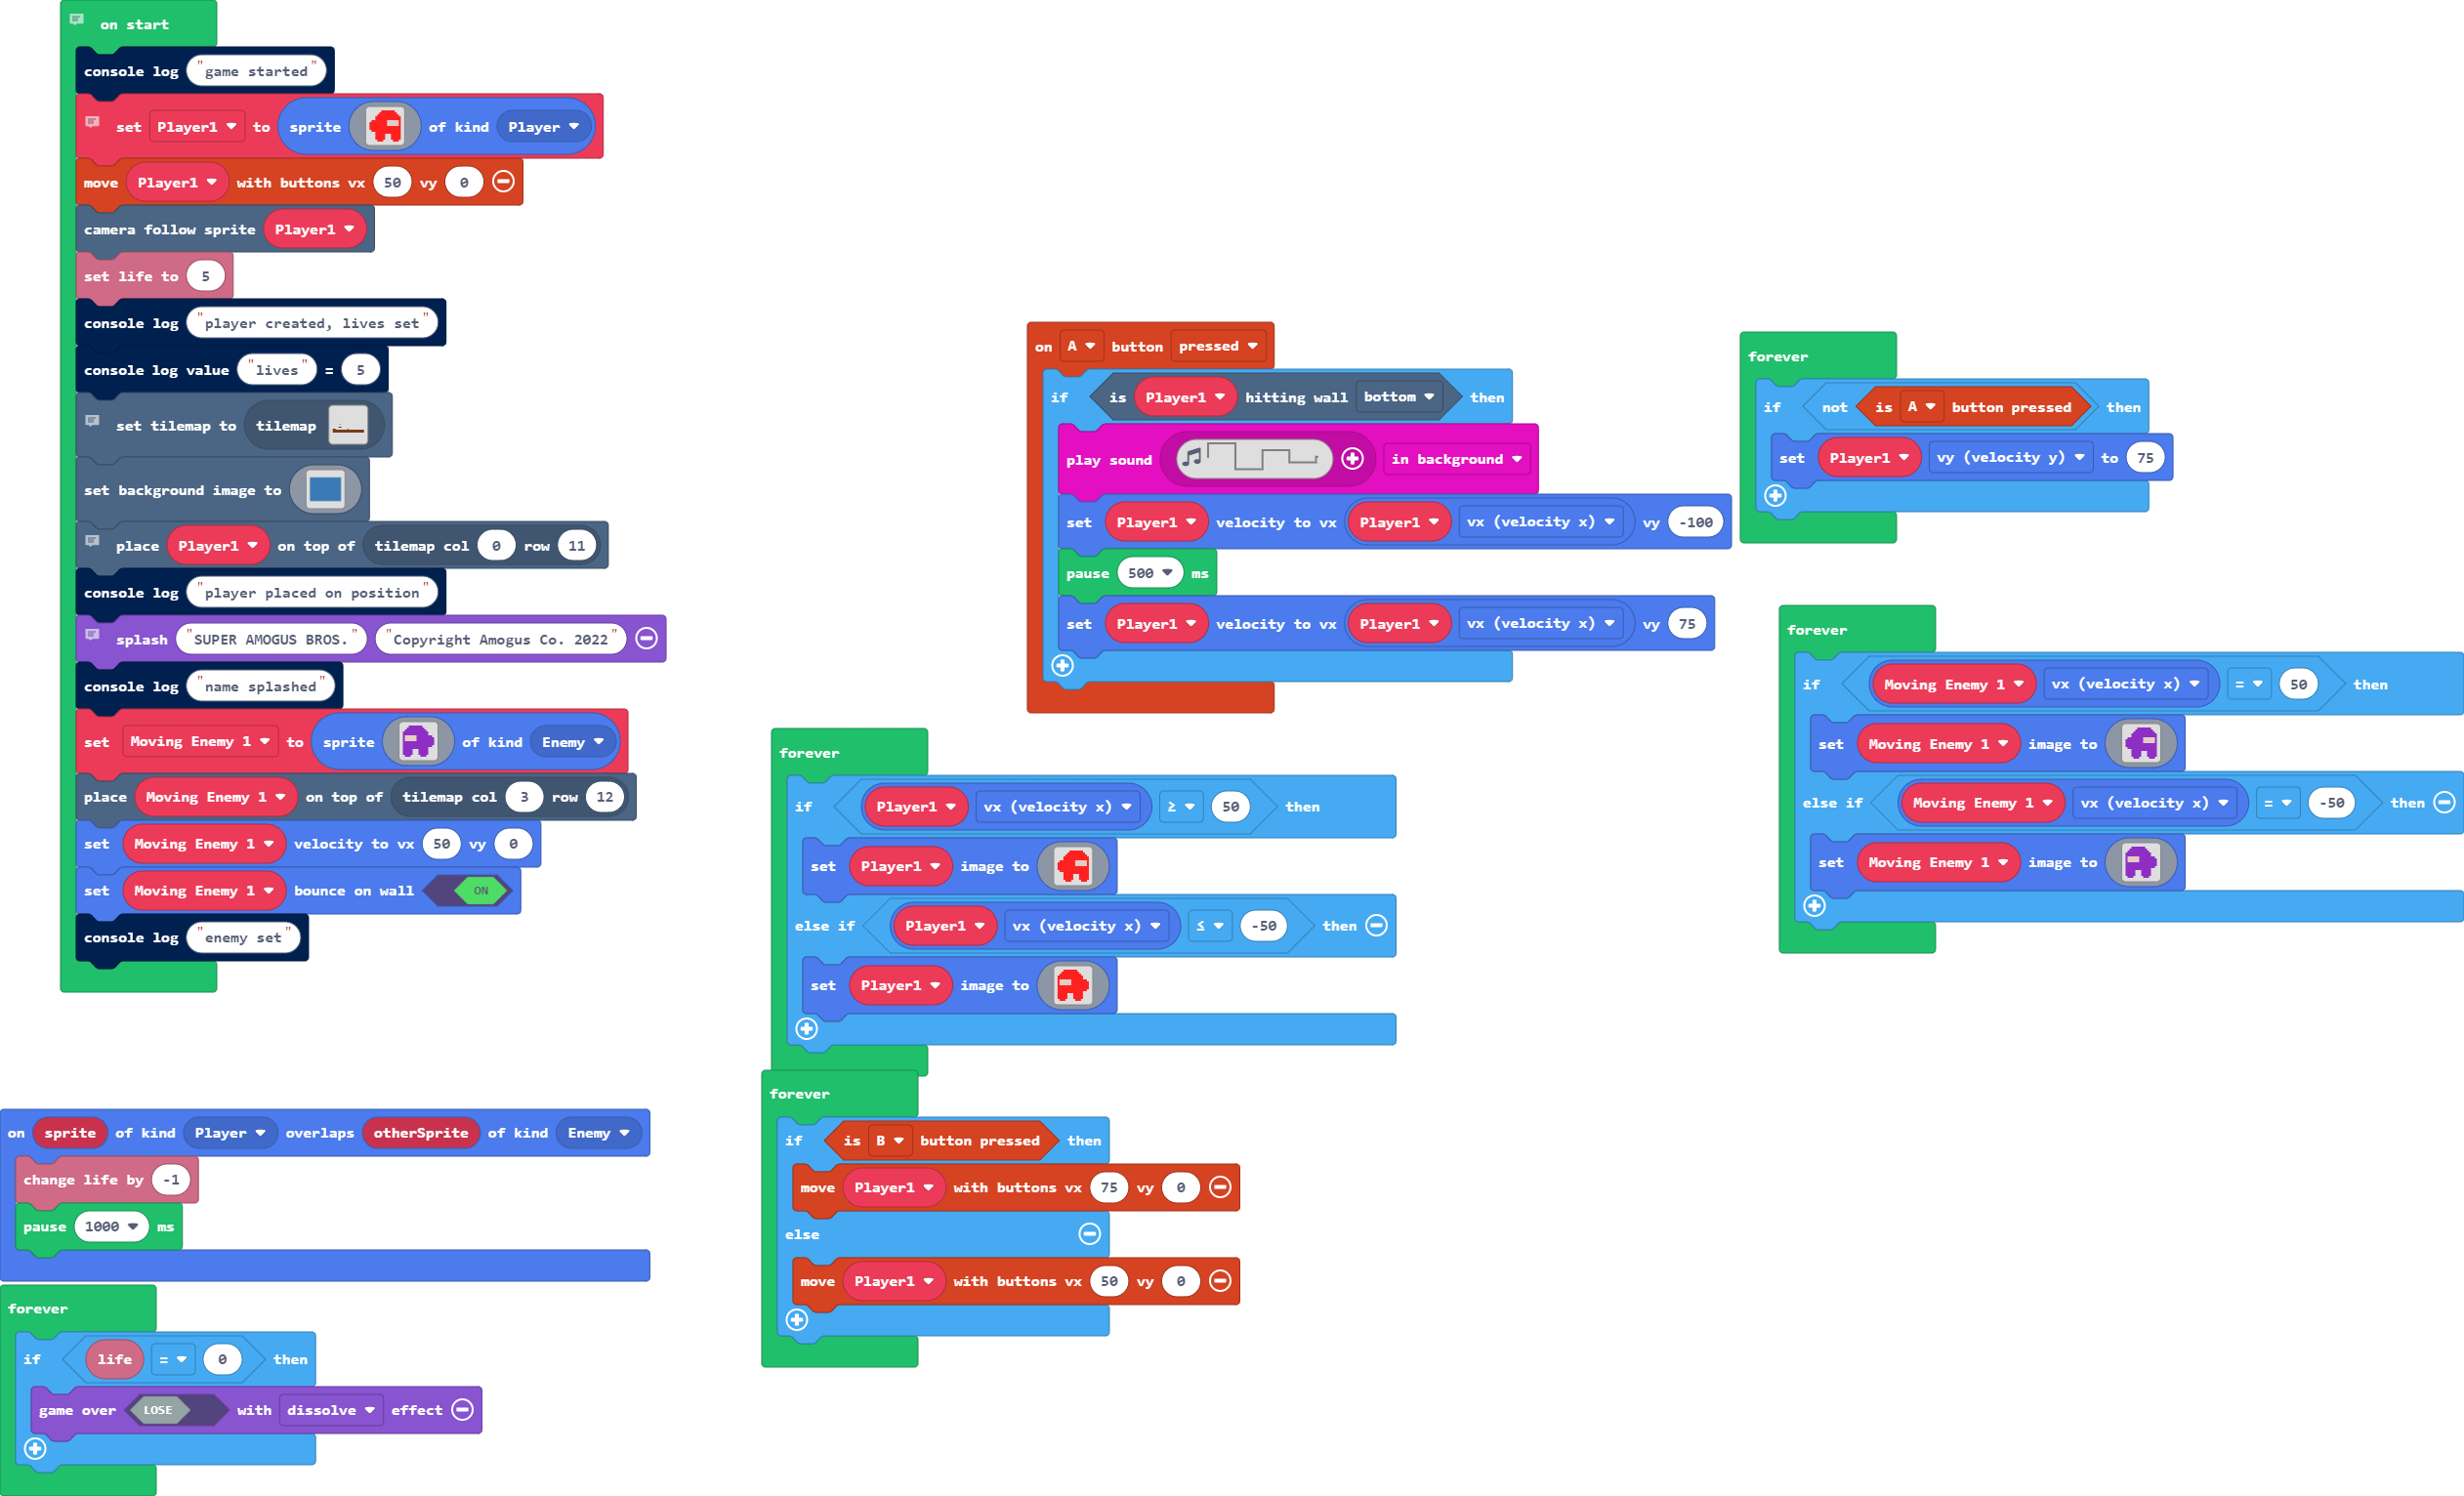 on start
console log "game started"
set Player1 to sprite of kind Player
move Player1 with buttons vx 50 vy 0
camera follow sprite Player1
set life to 5
console log "player created, lives set"
console log value "lives" = 5
set tilemap to tilemap
set background image to
place Player1 on top of tilemap col 0 row 11
console log "player placed on position"
splash "SUPER AMOGUS BROS." "Copyright Amogus Co. 2022"
console log "name splashed"
set Moving Enemy 1 to sprite of kind Enemy
place Moving Enemy 1 on top of tilemap col 3 row 12
set Moving Enemy 1 velocity to vx 50 vy 0
set Moving Enemy 1 bounce on wall ON
console log "enemy set"
on sprite of kind Player overlaps otherSprite of kind Enemy
change life by -1
pause 1000 ms
forever
if life = 0 then
game over LOSE with dissolve effect
on A button pressed
if is Player1 hitting wall bottom then
play sound in background
set Player1 velocity to vx Player1 vx (velocity x) vy -100
pause 500 ms
set Player1 velocity to vx Player1 vx (velocity x) vy 75
forever
if Player1 vx (velocity x) ≥ 50 then
set Player1 image to
else if Player1 vx (velocity x) ≤ -50 then
set Player1 image to
forever
if is B button pressed then
move Player1 with buttons vx 75 vy 0
else
move Player1 with buttons vx 50 vy 0
forever
if not is A button pressed then
set Player1 vy (velocity y) to 75
forever
if Moving Enemy 1 vx (velocity x) = 50 then
set Moving Enemy 1 image to
else if Moving Enemy 1 vx (velocity x) = -50 then
set Moving Enemy 1 image to